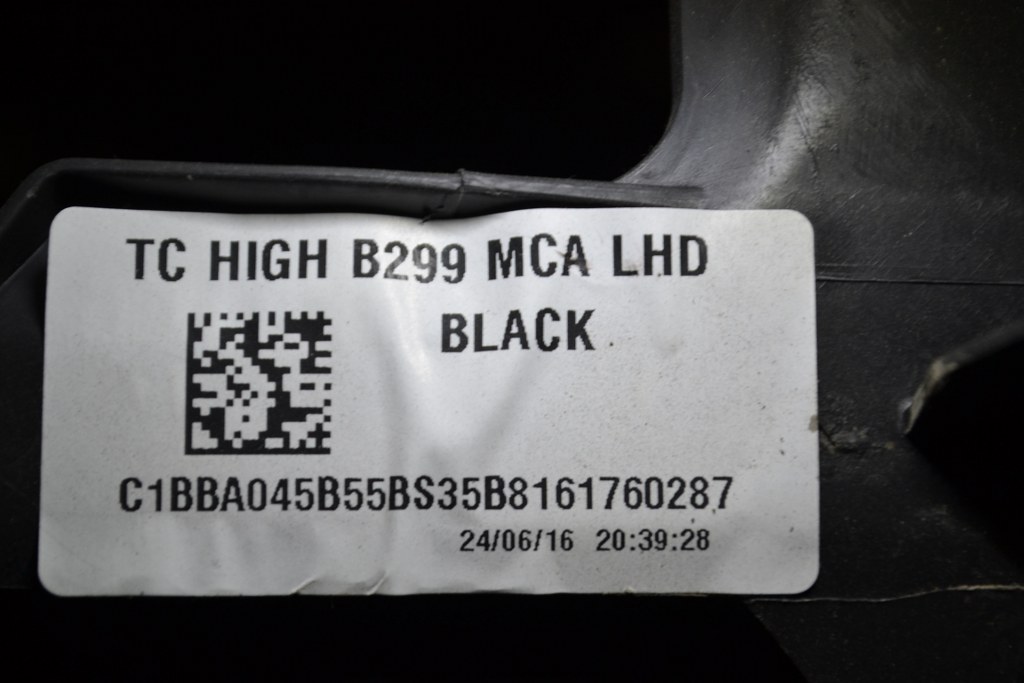 TC HIGH B299 MCA LHD
BLACK
C1BBA045B55BS35B8161760287
24/06/16 20:39:28